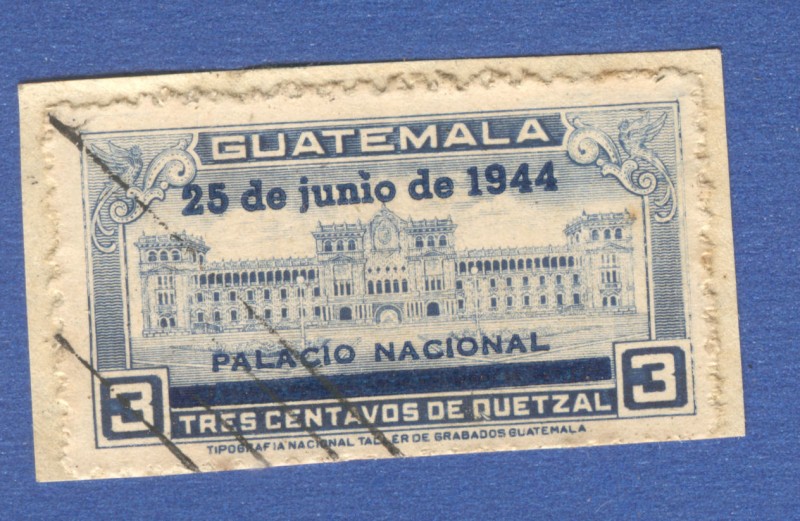 GUATEMALA
25 de junio de 1944
PALACIO NACIONAL
3 TRES CENTAVOS DE QUETZAL 3
TIPOGRAFIA NACIONAL TALLER DE GRABADOS GUATEMALA